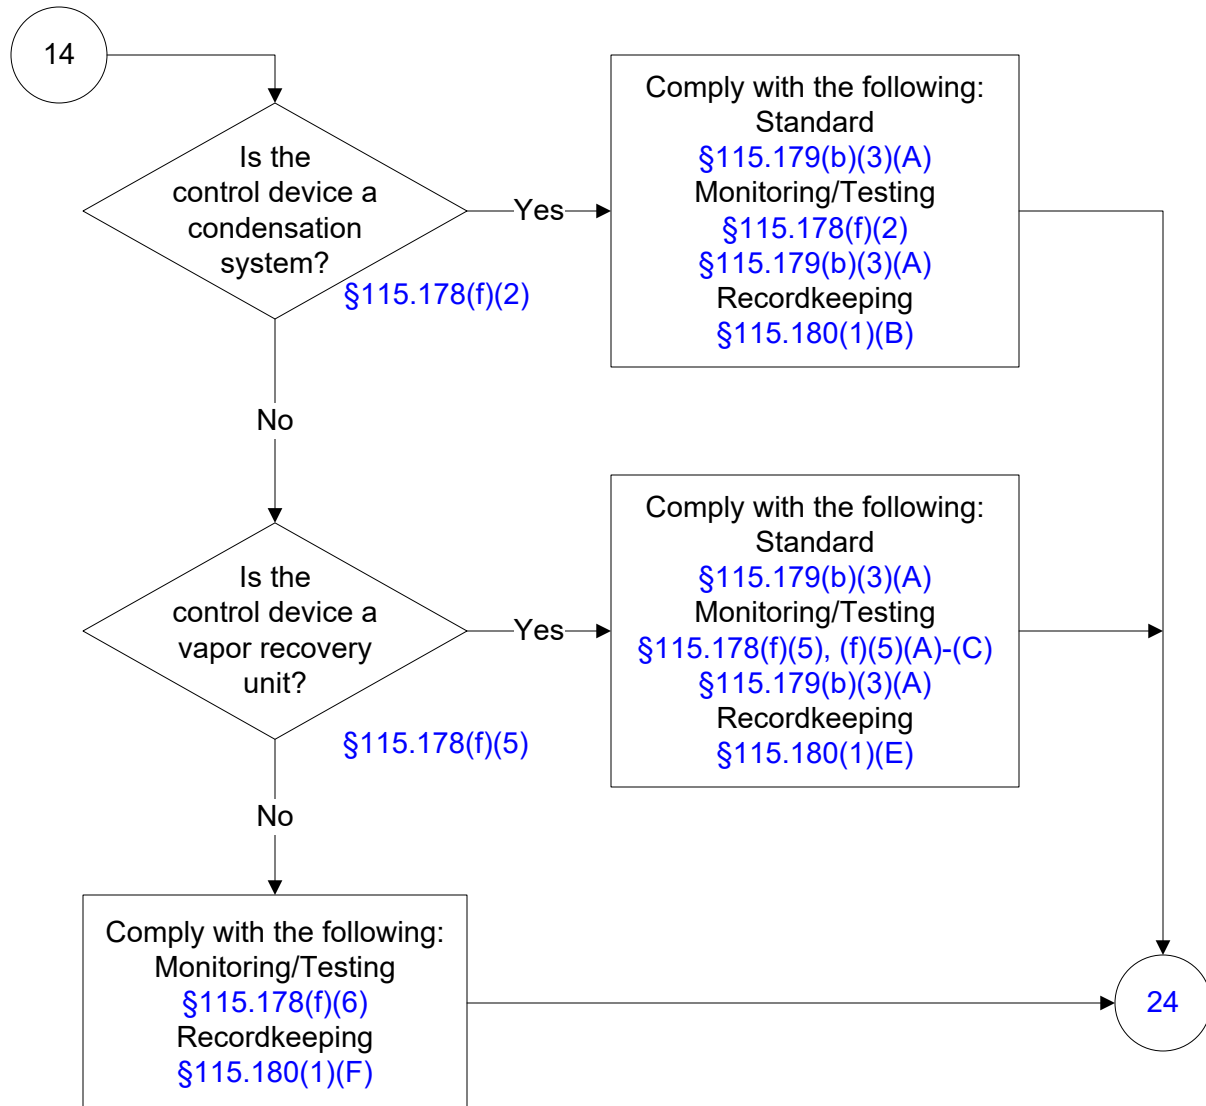 14
Is the
control device a
condensation
system?
§115.178(f)(2)
Yes
Comply with the following:
Standard
§115.179(b)(3)(A)
Monitoring/Testing
§115.178(f)(2)
§115.179(b)(3)(A)
Recordkeeping
§115.180(1)(B)
No
Is the
control device a
vapor recovery
unit?
§115.178(f)(5)
Yes
Comply with the following:
Standard
§115.179(b)(3)(A)
Monitoring/Testing
§115.178(f)(5), (f)(5)(A)-(C)
§115.179(b)(3)(A)
Recordkeeping
§115.180(1)(E)
No
Comply with the following:
Monitoring/Testing
§115.178(f)(6)
Recordkeeping
§115.180(1)(F)
24